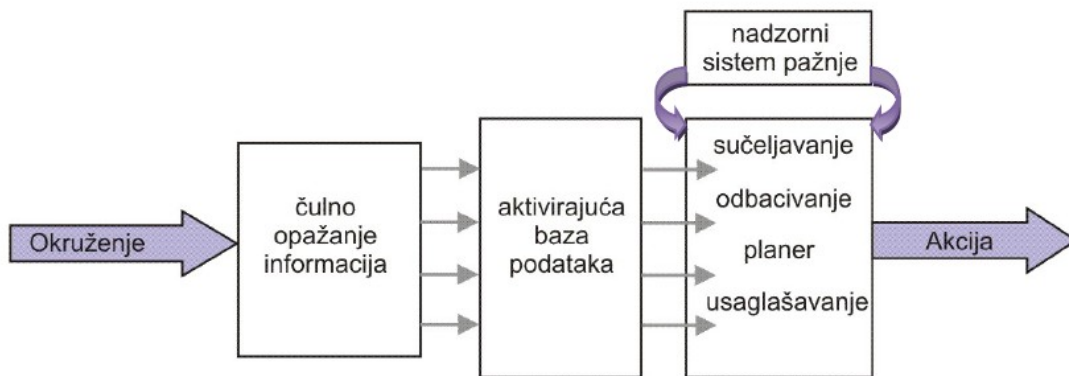 nadzorni
sistem pažnje
Okruženje
čulno
opažanje
informacija
aktivirajuća
baza
podataka
sučeljavanje
odbacivanje
planer
usaglašavanje
Akcija